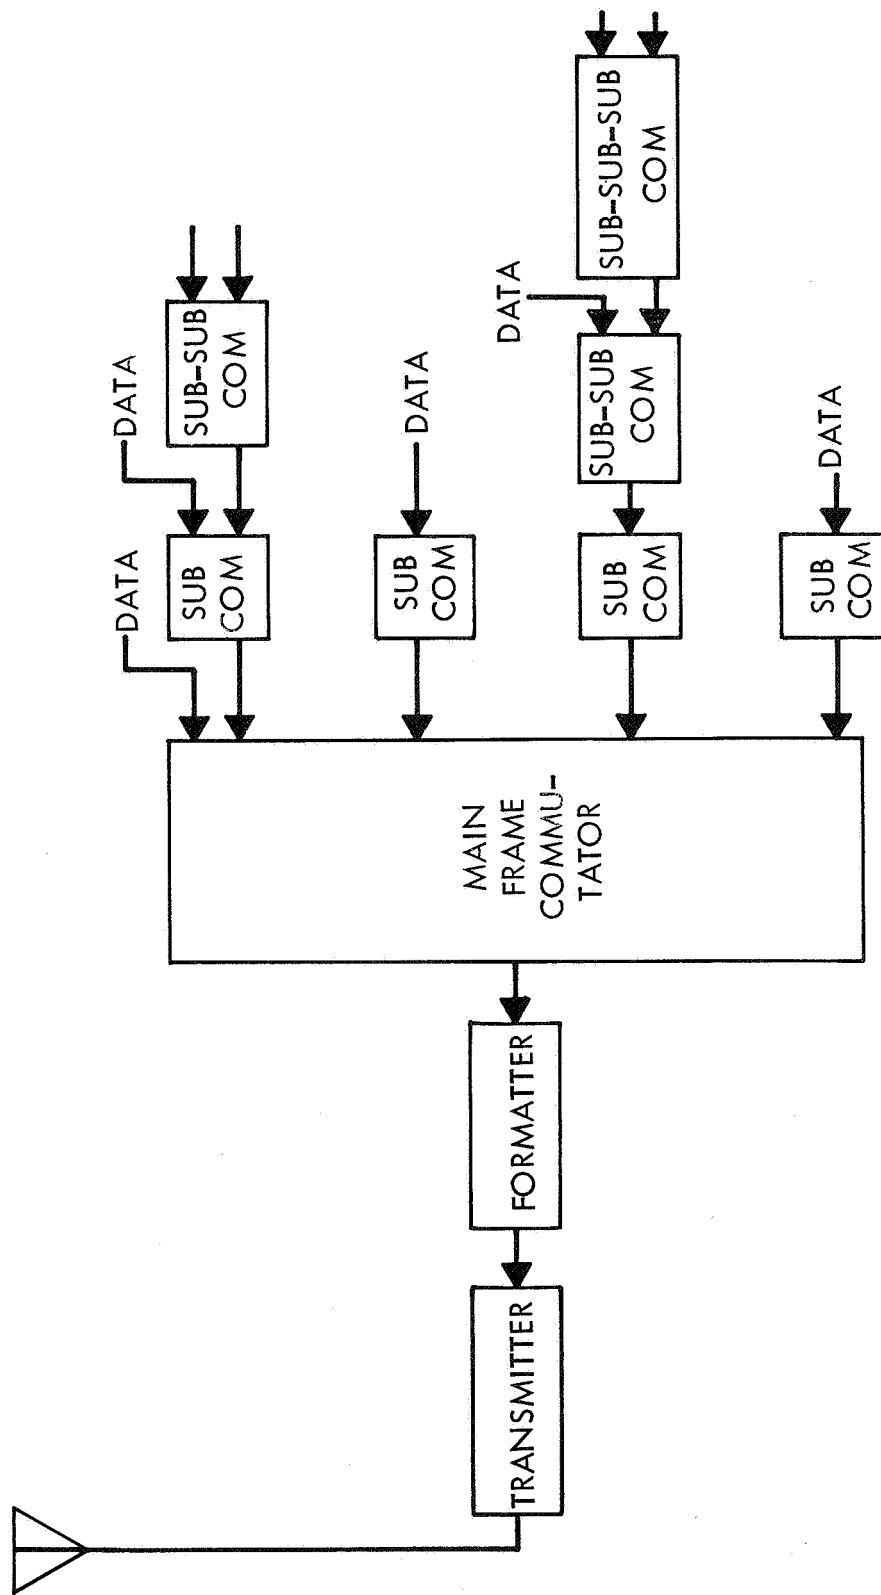 TRANSMITTER
FORMATTER
MAIN
FRAME
COMMU-
TATOR
DATA
DATA
SUB
COM
SUB-SUB
COM
SUB
COM
DATA
SUB
COM
DATA
SUB-SUB
COM
SUB-SUB-SUB
COM
SUB
COM
DATA